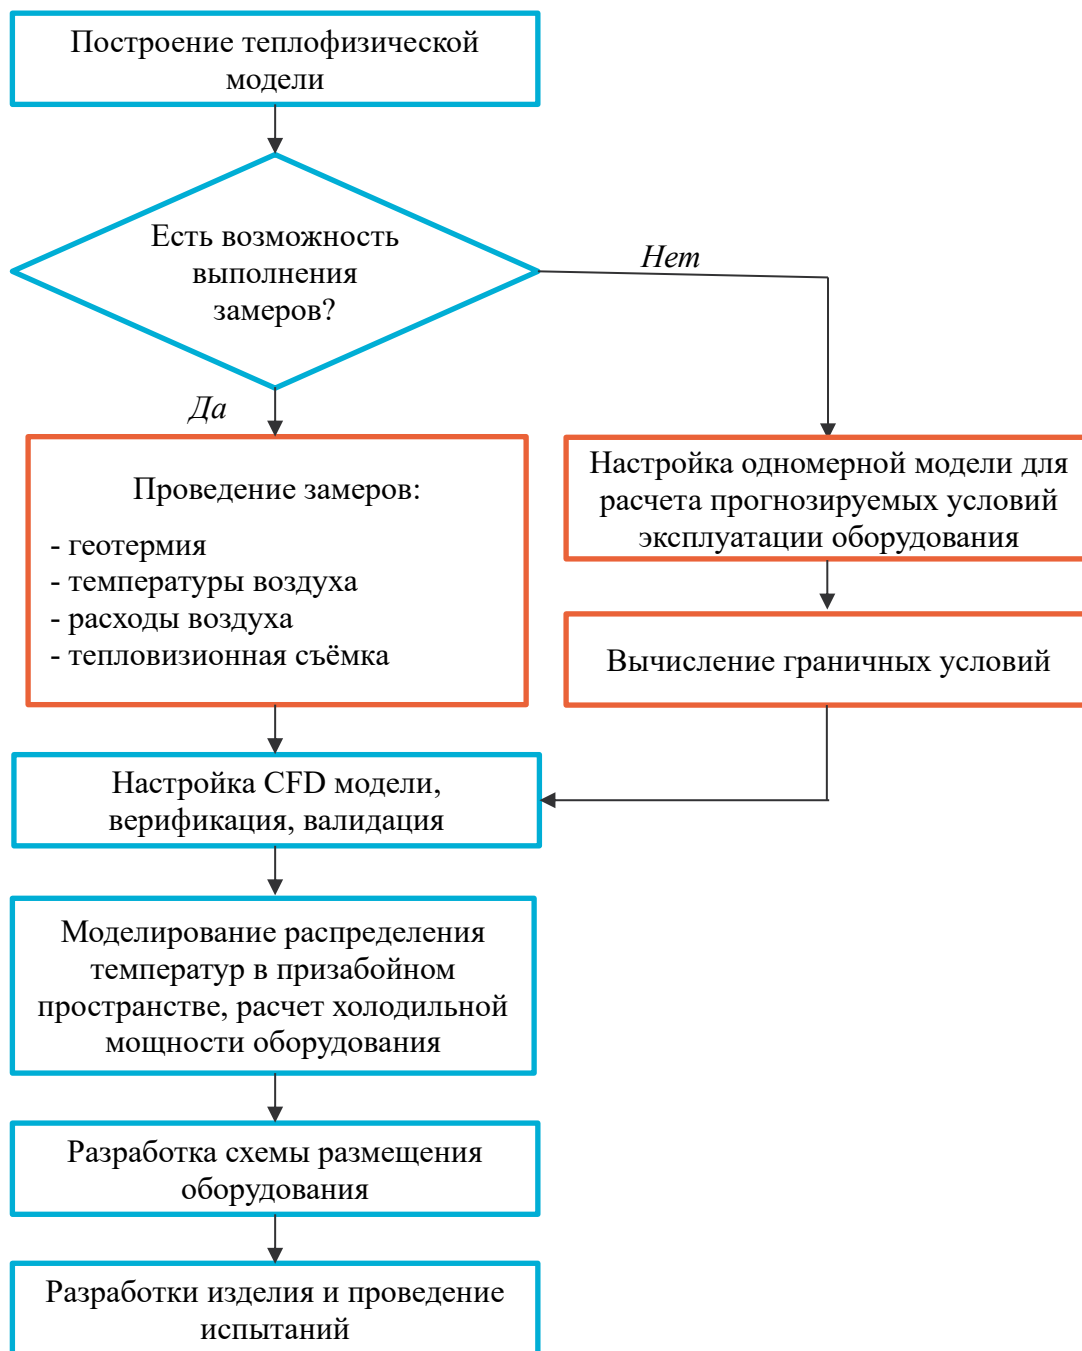 Построение теплофизической
модели
Есть возможность
выполнения
замеров?
Нет
Да
Проведение замеров:
- геотермия
- температуры воздуха
- расходы воздуха
- тепловизионная съёмка
Настройка одномерной модели для
расчета прогнозируемых условий
эксплуатации оборудования
Вычисление граничных условий
Настройка CFD модели,
верификация, валидация
Моделирование распределения
температур в призабойном
пространстве, расчет холодильной
мощности оборудования
Разработка схемы размещения
оборудования
Разработки изделия и проведение
испытаний